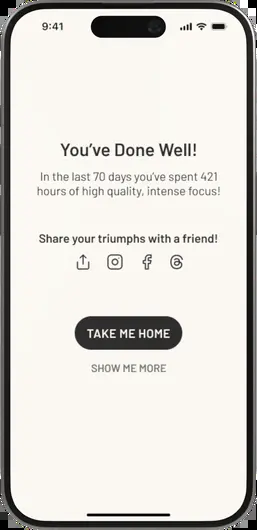 9:41
You’ve Done Well!
In the last 70 days you’ve spent 421
hours of high quality, intense focus!
Share your triumphs with a friend!
TAKE ME HOME
SHOW ME MORE